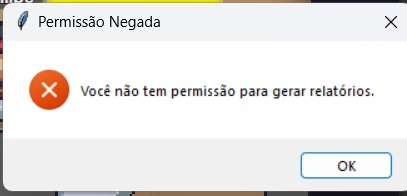 Permissão Negada
Você não tem permissão para gerar relatórios.
OK